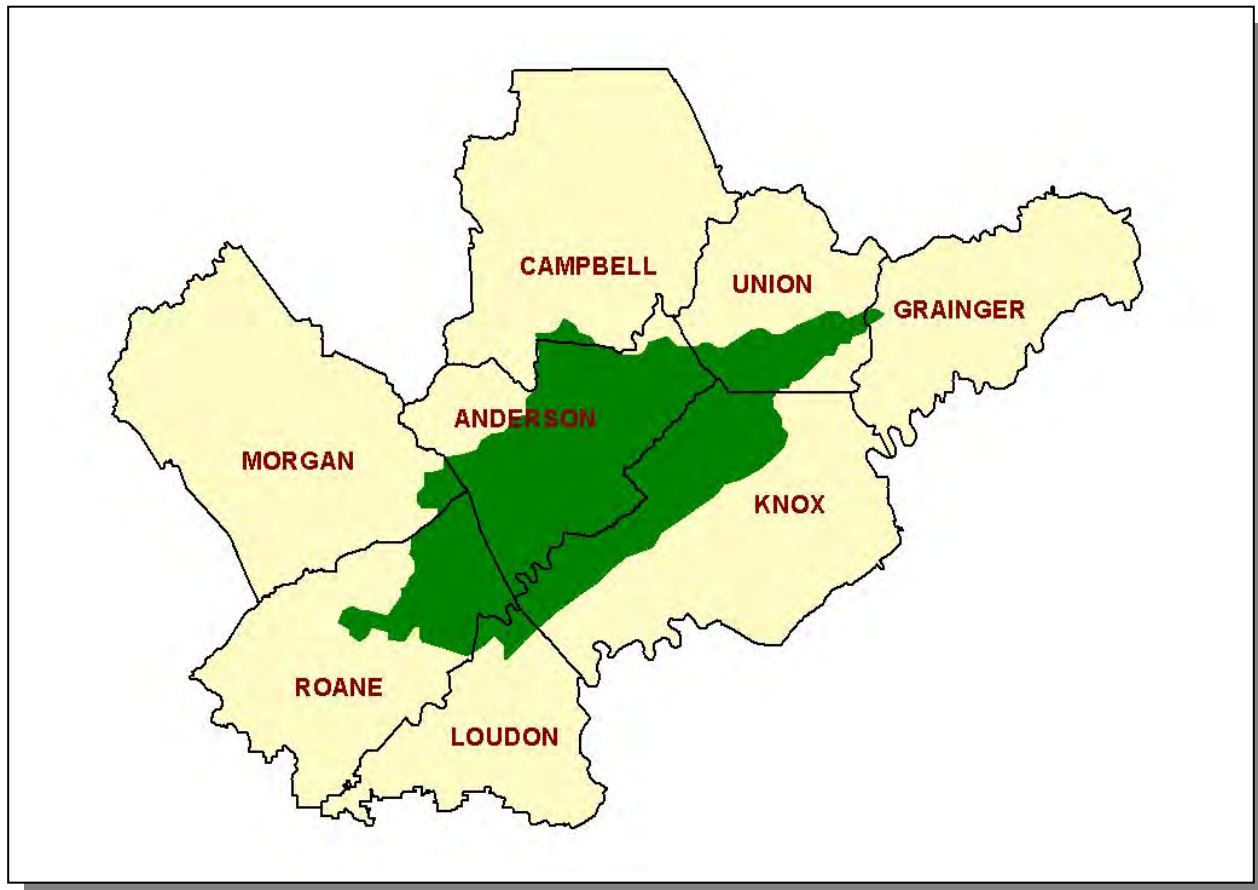 CAMPBELL
UNION
GRAINGER
ANDERSON
MORGAN
KNOX
ROANE
LOUDON